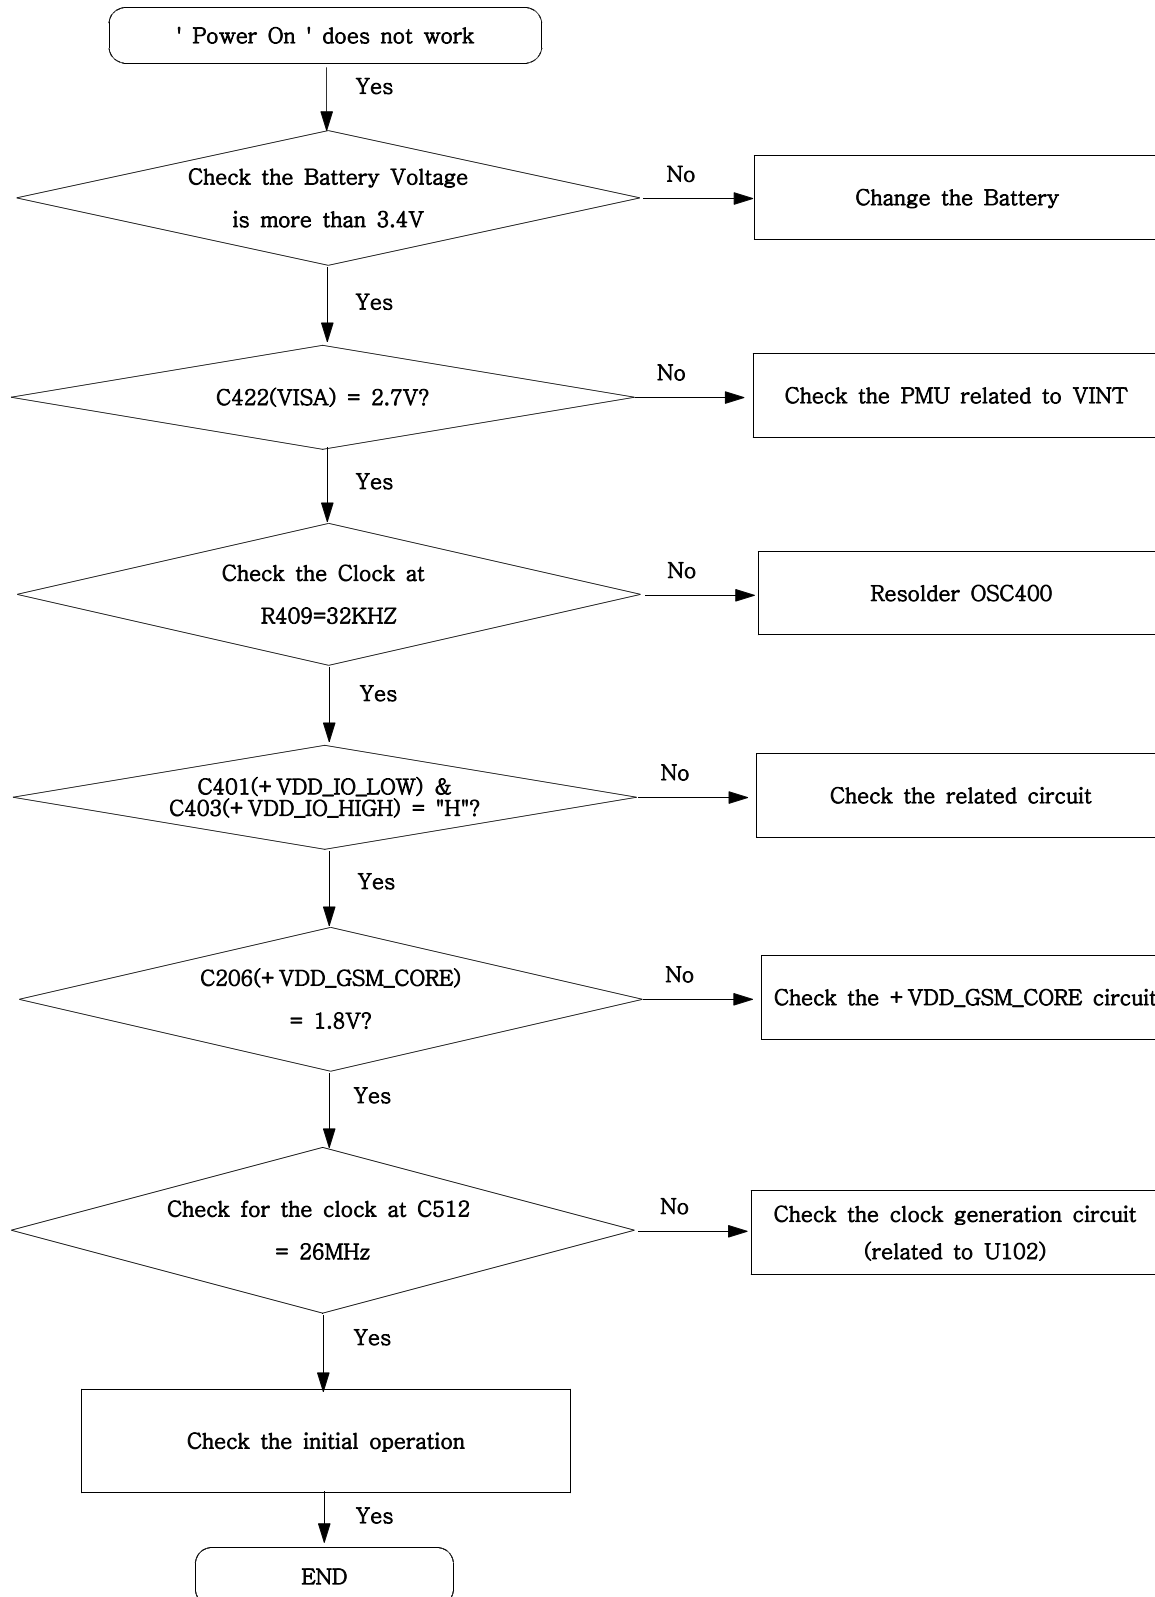 ' Power On ' does not work
Yes
Check the Battery Voltage
is more than 3.4V
No
Change the Battery
Yes
C422(VISA) = 2.7V?
No
Check the PMU related to VINT
Yes
Check the Clock at
R409=32KHZ
No
Resolder OSC400
Yes
C401(+VDD_IO_LOW) &
C403(+VDD_IO_HIGH) = "H"?
No
Check the related circuit
Yes
C206(+VDD_GSM_CORE)
= 1.8V?
No
Check the +VDD_GSM_CORE circuit
Yes
Check for the clock at C512
= 26MHz
No
Check the clock generation circuit
(related to U102)
Yes
Check the initial operation
Yes
END